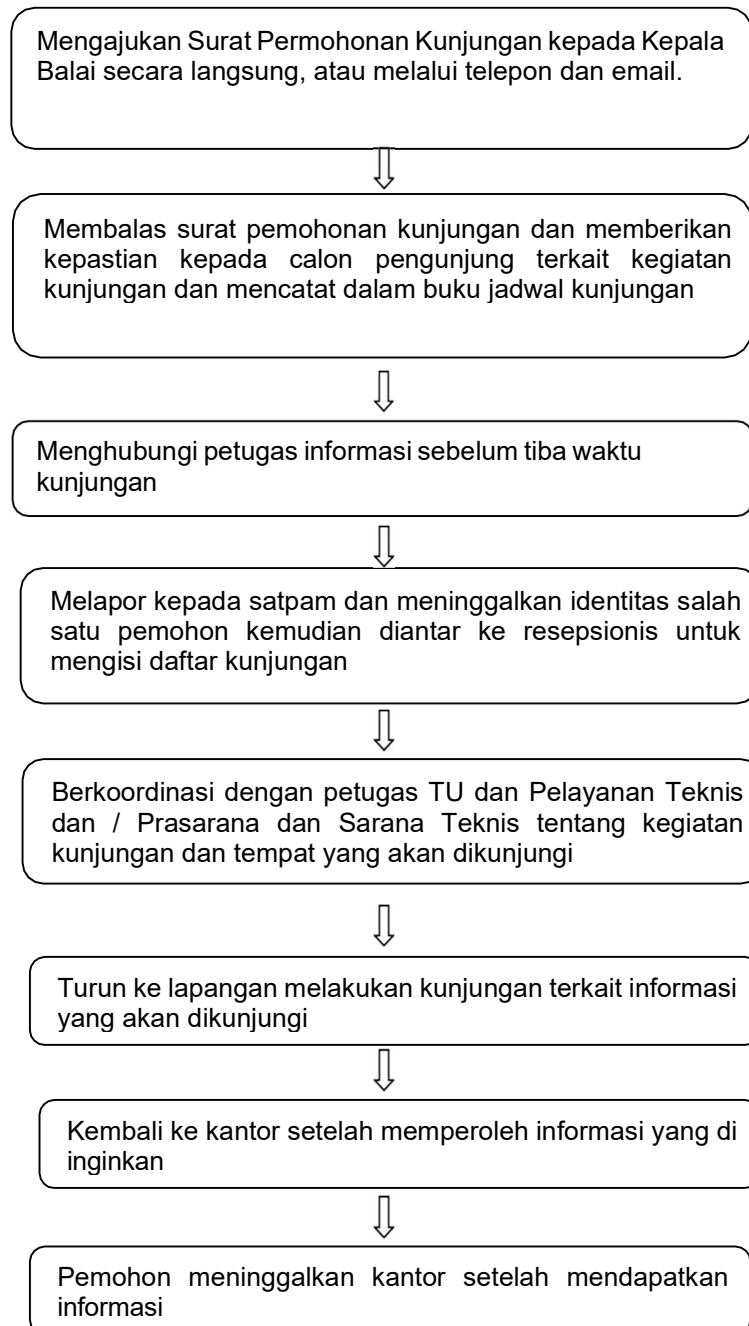 Mengajukan Surat Permohonan Kunjungan kepada Kepala
Balai secara langsung, atau melalui telepon dan email.
Membalas surat pemohonan kunjungan dan memberikan
kepastian kepada calon pengunjung terkait kegiatan
kunjungan dan mencatat dalam buku jadwal kunjungan
Menghubungi petugas informasi sebelum tiba waktu
kunjungan
Melapor kepada satpam dan meninggalkan identitas salah
satu pemohon kemudian diantar ke resepsionis untuk
mengisi daftar kunjungan
Berkoordinasi dengan petugas TU dan Pelayanan Teknis
dan / Prasarana dan Sarana Teknis tentang kegiatan
kunjungan dan tempat yang akan dikunjungi
Turun ke lapangan melakukan kunjungan terkait informasi
yang akan dikunjungi
Kembali ke kantor setelah memperoleh informasi yang di
inginkan
Pemohon meninggalkan kantor setelah mendapatkan
informasi